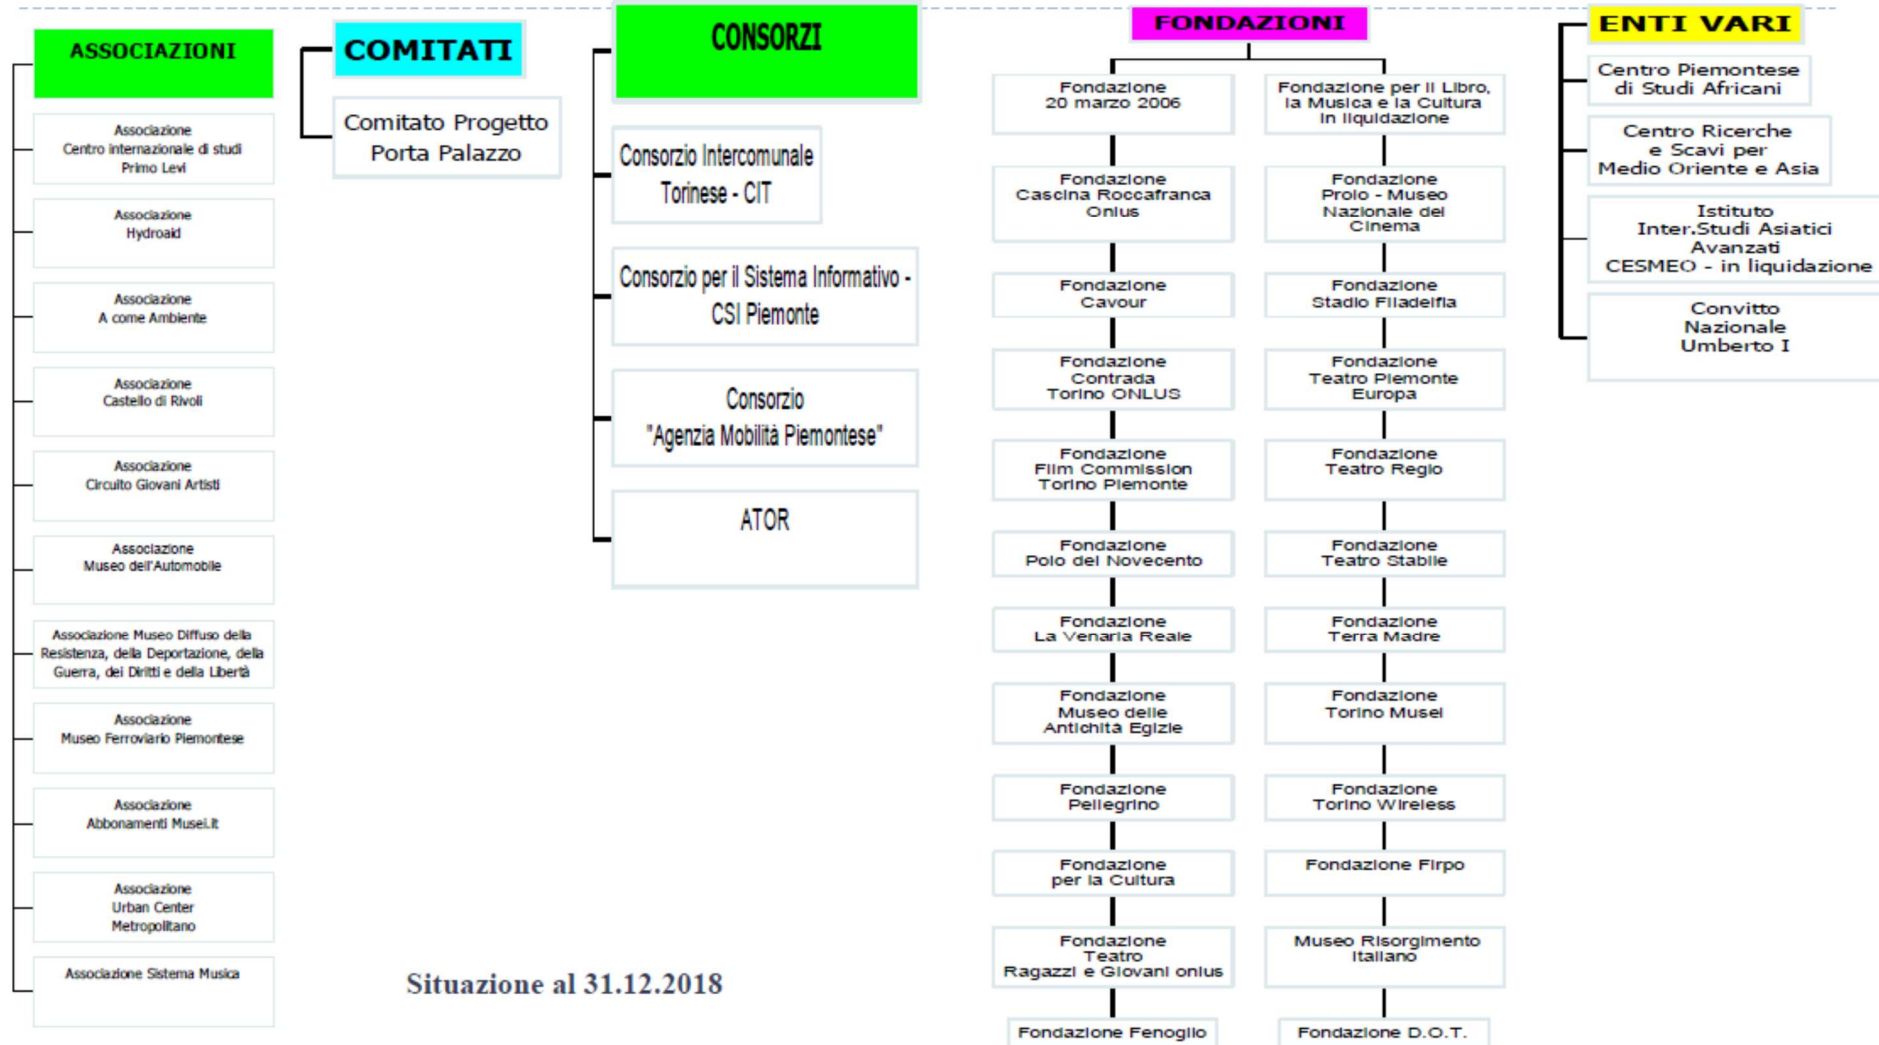 ASSOCIAZIONI
Associazione
Centro internazionale di studi
Primo Levi
Associazione
Hydroaid
Associazione
A come Ambiente
Associazione
Castello di Rivoli
Associazione
Circuito Giovani Artisti
Associazione
Museo dell'Automobile
Associazione Museo Diffuso della
Resistenza, della Deportazione, della
Guerra, dei Diritti e della Libertà
Associazione
Museo Ferroviario Piemontese
Associazione
Abbonamenti Musei.it
Associazione
Urban Center
Metropolitano
Associazione Sistema Musica
COMITATI
Comitato Progetto
Porta Palazzo
CONSORZI
Consorzio Intercomunale
Torinese - CIT
Consorzio per il Sistema Informativo -
CSI Piemonte
Consorzio
"Agenzia Mobilità Piemontese"
ATOR
FONDAZIONI
Fondazione
20 marzo 2006
Fondazione
Cascina Roccafranca
Onlus
Fondazione
Cavour
Fondazione
Contrada
Torino ONLUS
Fondazione
Film Commission
Torino Piemonte
Fondazione
Polo del Novecento
Fondazione
La Venaria Reale
Fondazione
Museo delle
Antichità Egizie
Fondazione
Pellegrino
Fondazione
per la Cultura
Fondazione
Teatro
Ragazzi e Giovani onlus
Fondazione Fenoglio
Fondazione per il Libro,
la Musica e la Cultura
in liquidazione
Fondazione
Prolo - Museo
Nazionale del
Cinema
Fondazione
Stadio Filadelfia
Fondazione
Teatro Piemonte
Europa
Fondazione
Teatro Regio
Fondazione
Teatro Stabile
Fondazione
Terra Madre
Fondazione
Torino Musei
Fondazione
Torino Wireless
Fondazione Firpo
Museo Risorgimento
Italiano
Fondazione D.O.T.
ENTI VARI
Centro Piemontese
di Studi Africani
Centro Ricerche
e Scavi per
Medio Oriente e Asia
Istituto
Inter.Studi Asiatici
Avanzati
CESMEO - in liquidazione
Convitto
Nazionale
Umberto I
Situazione al 31.12.2018